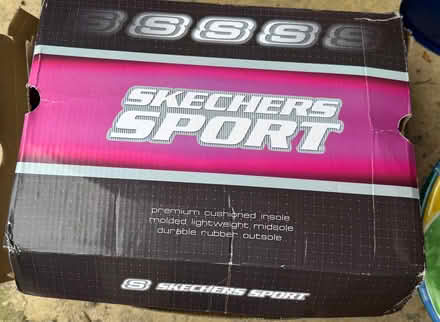 S S S S S
SKECHERS
SPORT
premium cushioned insole
molded lightweight midsole
durable rubber outsole
S SKECHERS SPORT